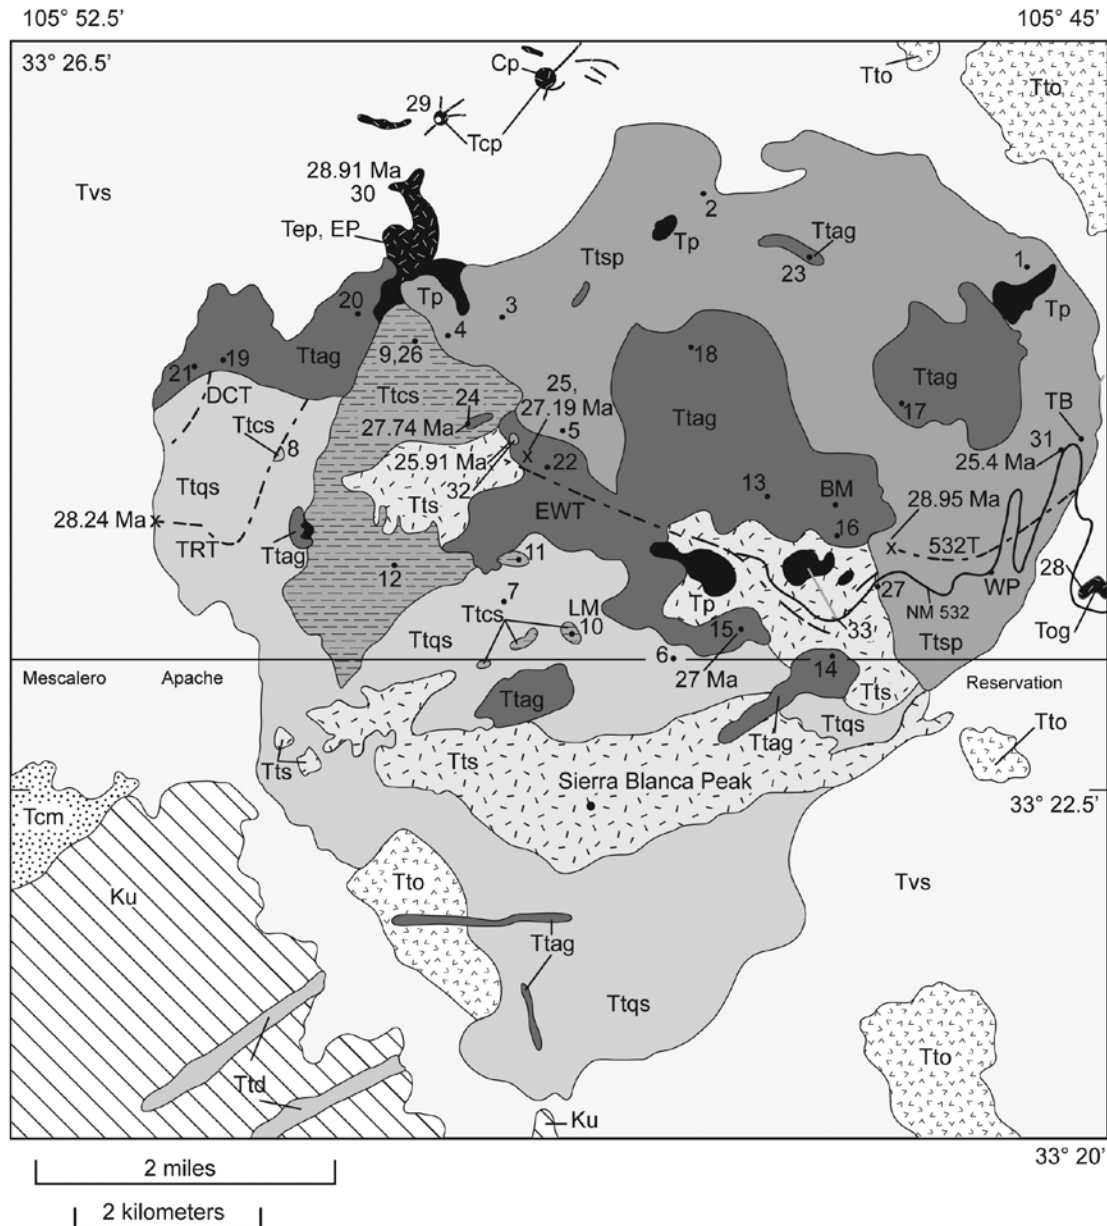 105° 52.5'
105° 45'
33° 26.5'
Cp
Tto
Tto
29
Tcp
28.91 Ma
30
Tvs
2
Tep, EP
Tp
Ttag
23
Ttsp
1
Tp
20
Tp
3
4
9,26
18
19
21
Ttag
Ttag
17
DCT
Ttcs
25,
27.19 Ma
24
Ttag
TB
Ttcs
8
27.74 Ma
5
31
25.4 Ma
25.91 Ma
22
Ttqs
32
13
BM
28.95 Ma
Tts
EWT
28.24 Ma
16
532T
TRT
Ttag
11
12
28
7
27
WP
Ttcs
LM
10
Tp
NM 532
15
33
Tog
Ttqs
Ttsp
6
27 Ma
14
Mescalero
Apache
Reservation
Ttag
Tts
Ttqs
Tto
Ttag
Tts
Tts
Sierra Blanca Peak
33° 22.5'
Tcm
Ku
Tto
Tvs
Ttag
Ttqs
Tto
Ttd
Ku
33° 20'
2 miles
2 kilometers